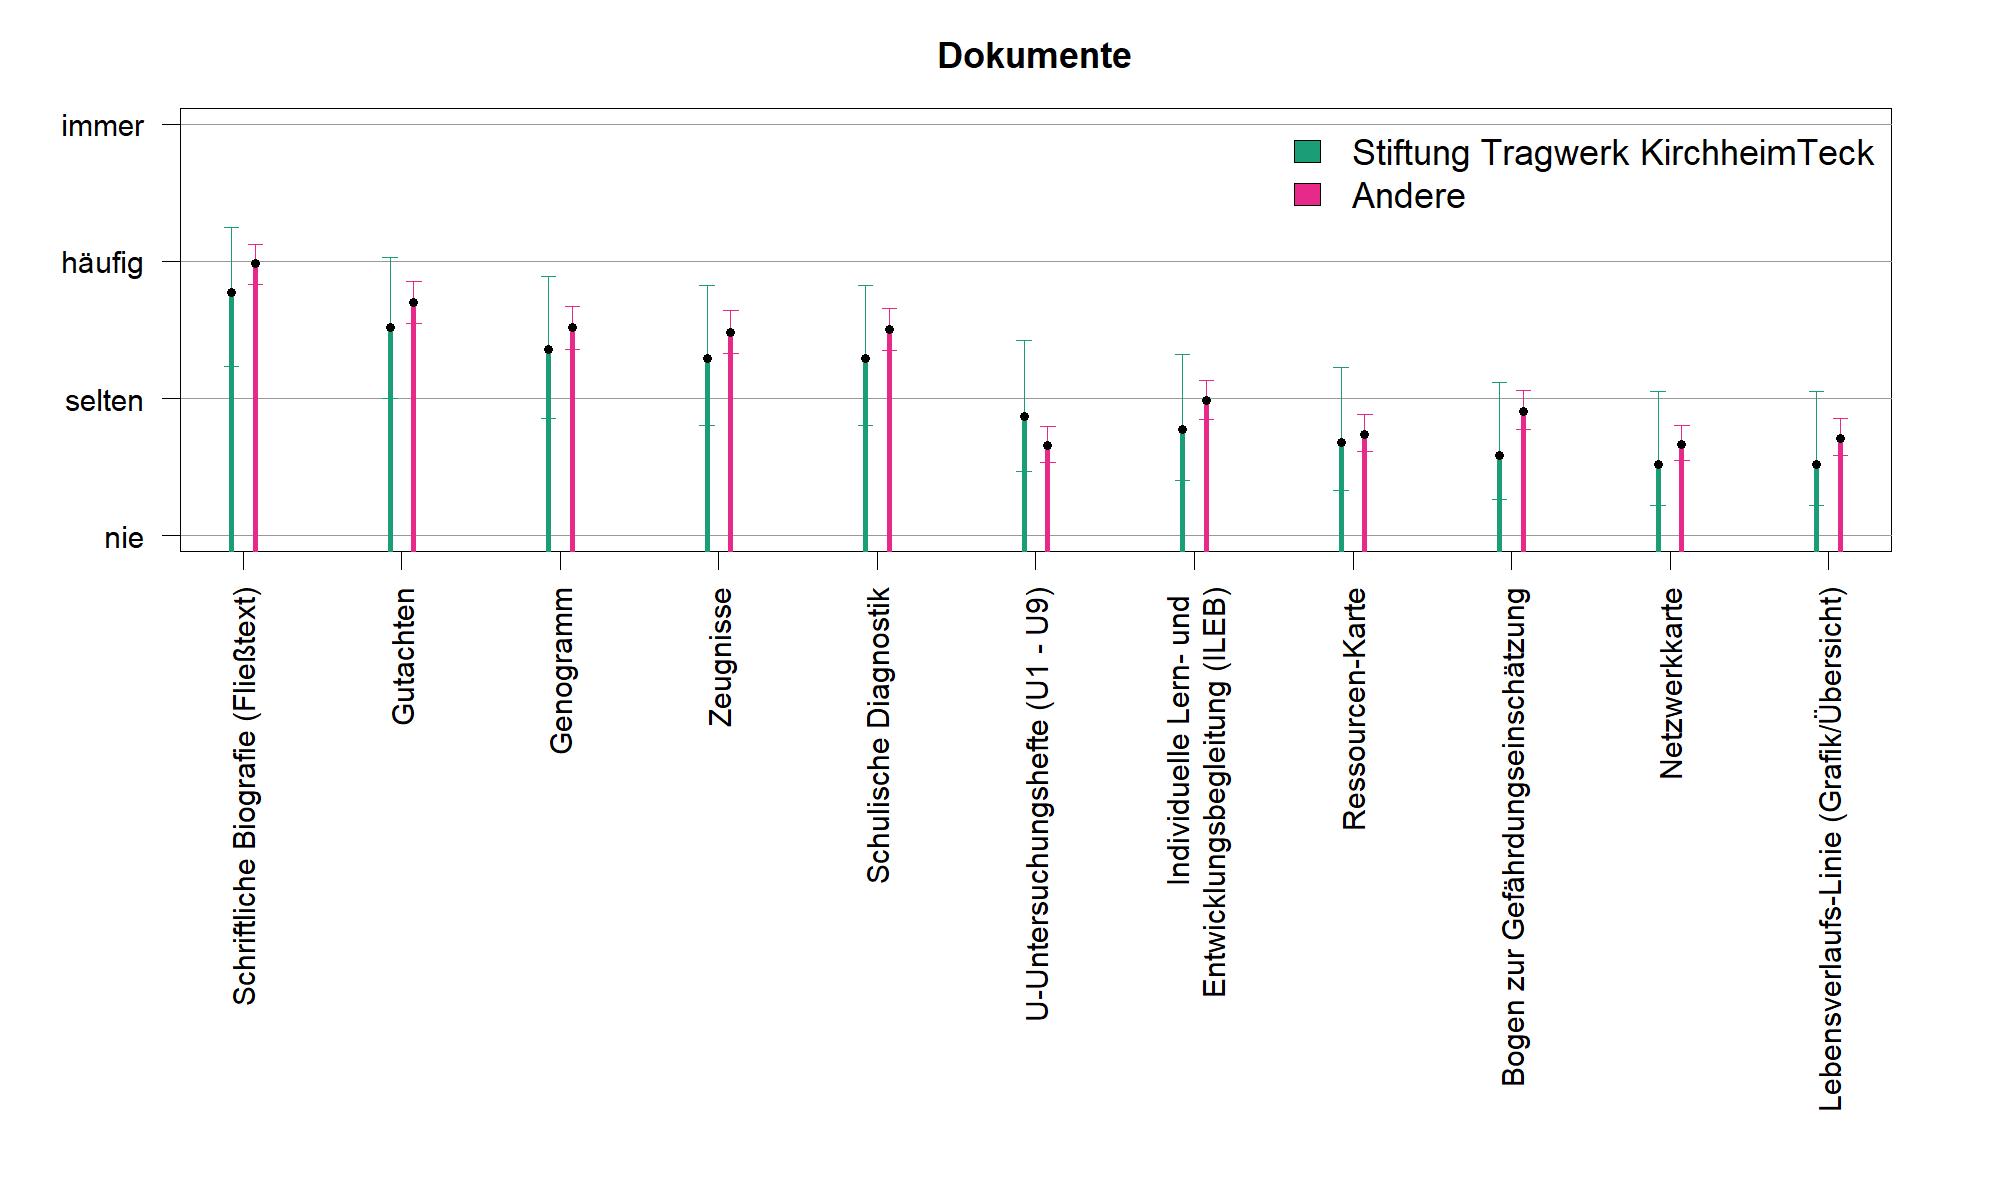 Dokumente
immer
häufig
selten
nie
Stiftung Tragwerk KirchheimTeck
Andere
Schriftliche Biografie (Fließtext)
Gutachten
Genogramm
Zeugnisse
Schulische Diagnostik
U-Untersuchungshefte (U1 - U9)
Individuelle Lern- und
Entwicklungsbegleitung (ILEB)
Ressourcen-Karte
Bogen zur Gefährdungseinschätzung
Netzwerkkarte
Lebensverlaufs-Linie (Grafik/Übersicht)